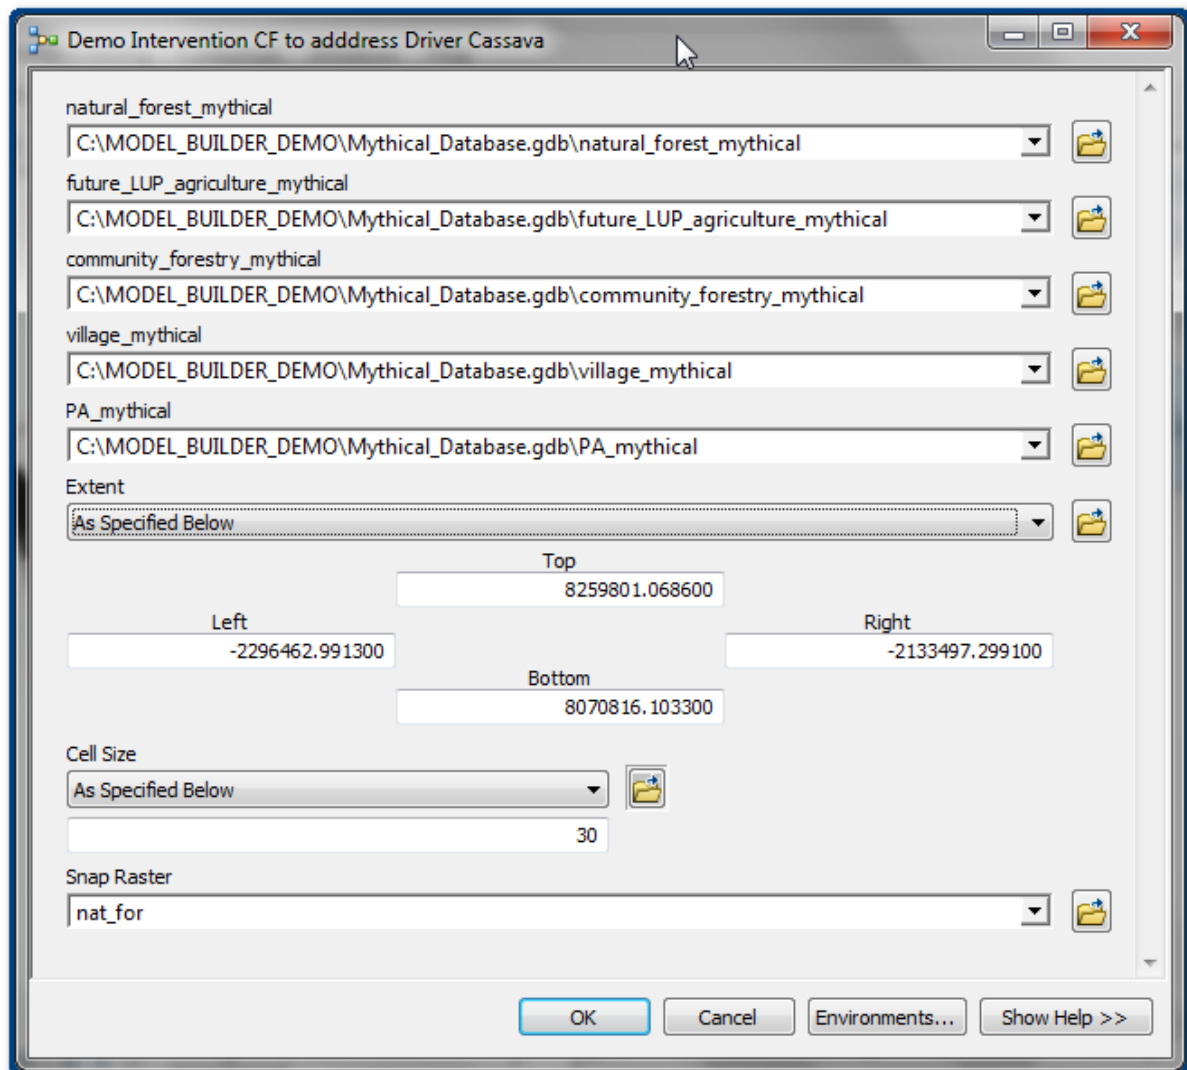 Demo Intervention CF to adddress Driver Cassava
natural_forest_mythical
C:\MODEL_BUILDER_DEMO\Mythical_Database.gdb\natural_forest_mythical
future_LUP_agriculture_mythical
C:\MODEL_BUILDER_DEMO\Mythical_Database.gdb\future_LUP_agriculture_mythical
community_forestry_mythical
C:\MODEL_BUILDER_DEMO\Mythical_Database.gdb\community_forestry_mythical
village_mythical
C:\MODEL_BUILDER_DEMO\Mythical_Database.gdb\village_mythical
PA_mythical
C:\MODEL_BUILDER_DEMO\Mythical_Database.gdb\PA_mythical
Extent
As Specified Below
Top
8259801.068600
Left Right
-2296462.991300 -2133497.299100
Bottom
8070816.103300
Cell Size
As Specified Below
30
Snap Raster
nat_for
OK Cancel Environments... Show Help >>